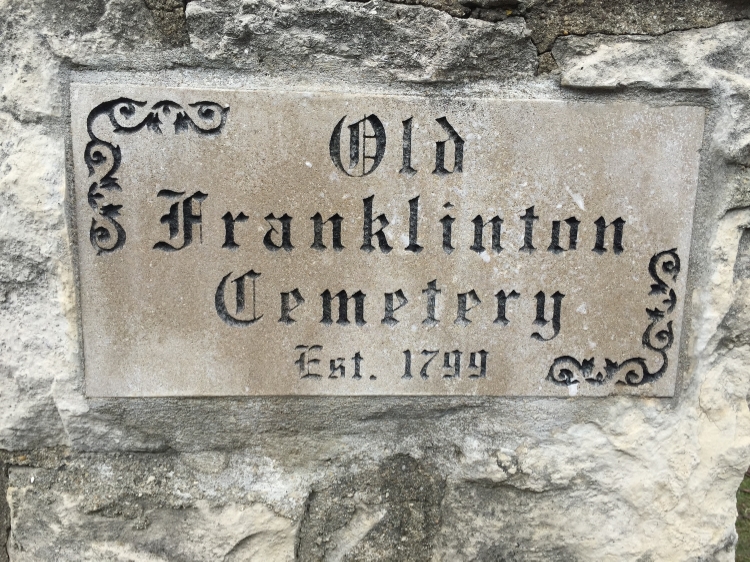 Old
Franklinton
Cemetery
Est. 1799